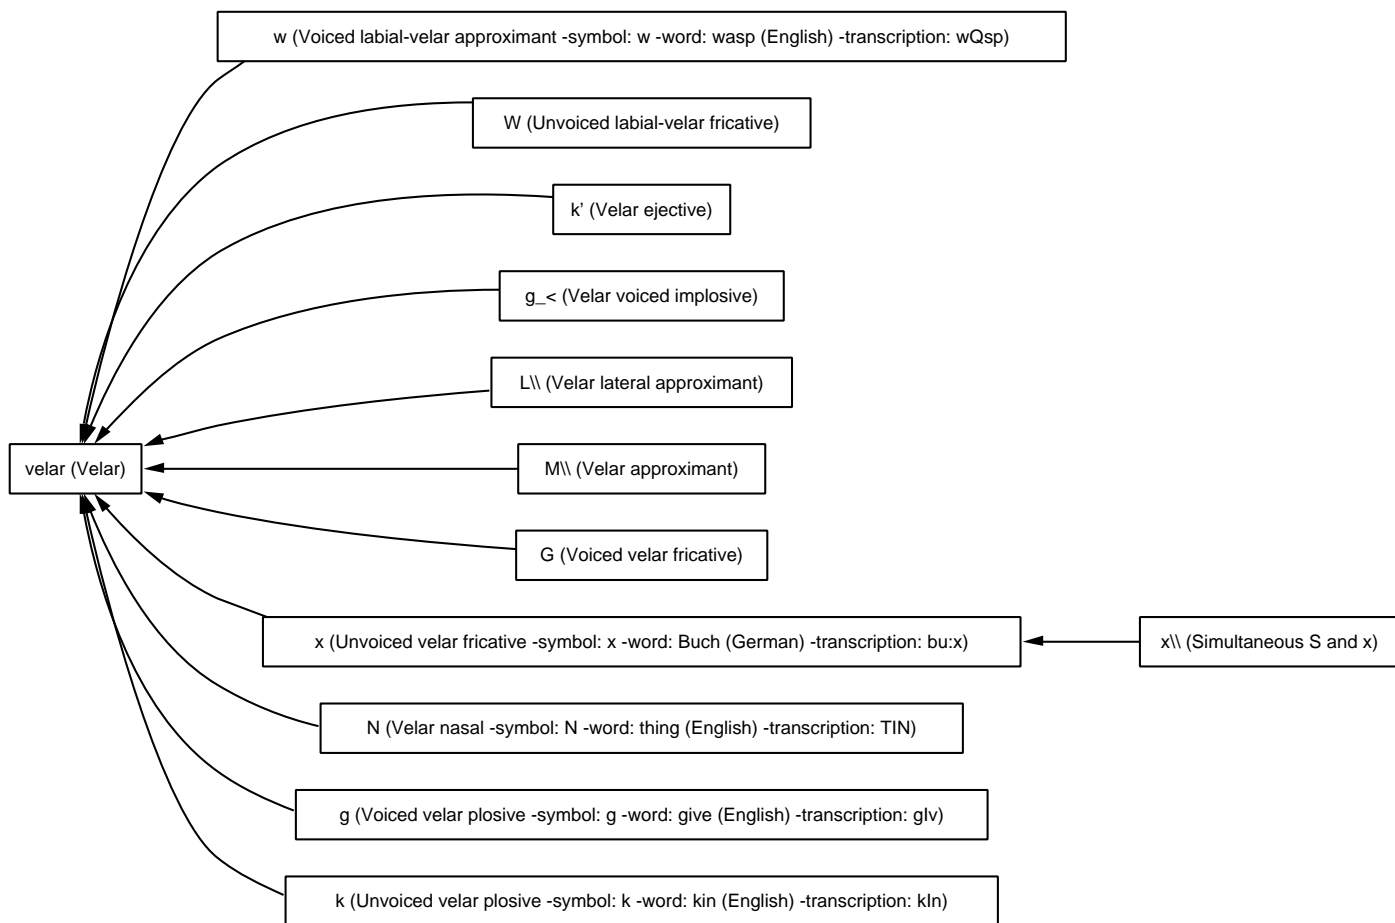 w (Voiced labial-velar approximant -symbol: w -word: wasp (English) -transcription: wQsp)
W (Unvoiced labial-velar fricative)
k' (Velar ejective)
g_< (Velar voiced implosive)
L\\ (Velar lateral approximant)
velar (Velar)
M\\ (Velar approximant)
G (Voiced velar fricative)
x (Unvoiced velar fricative -symbol: x -word: Buch (German) -transcription: bu:x)
x\\ (Simultaneous S and x)
N (Velar nasal -symbol: N -word: thing (English) -transcription: TIN)
g (Voiced velar plosive -symbol: g -word: give (English) -transcription: gIv)
k (Unvoiced velar plosive -symbol: k -word: kin (English) -transcription: kIn)